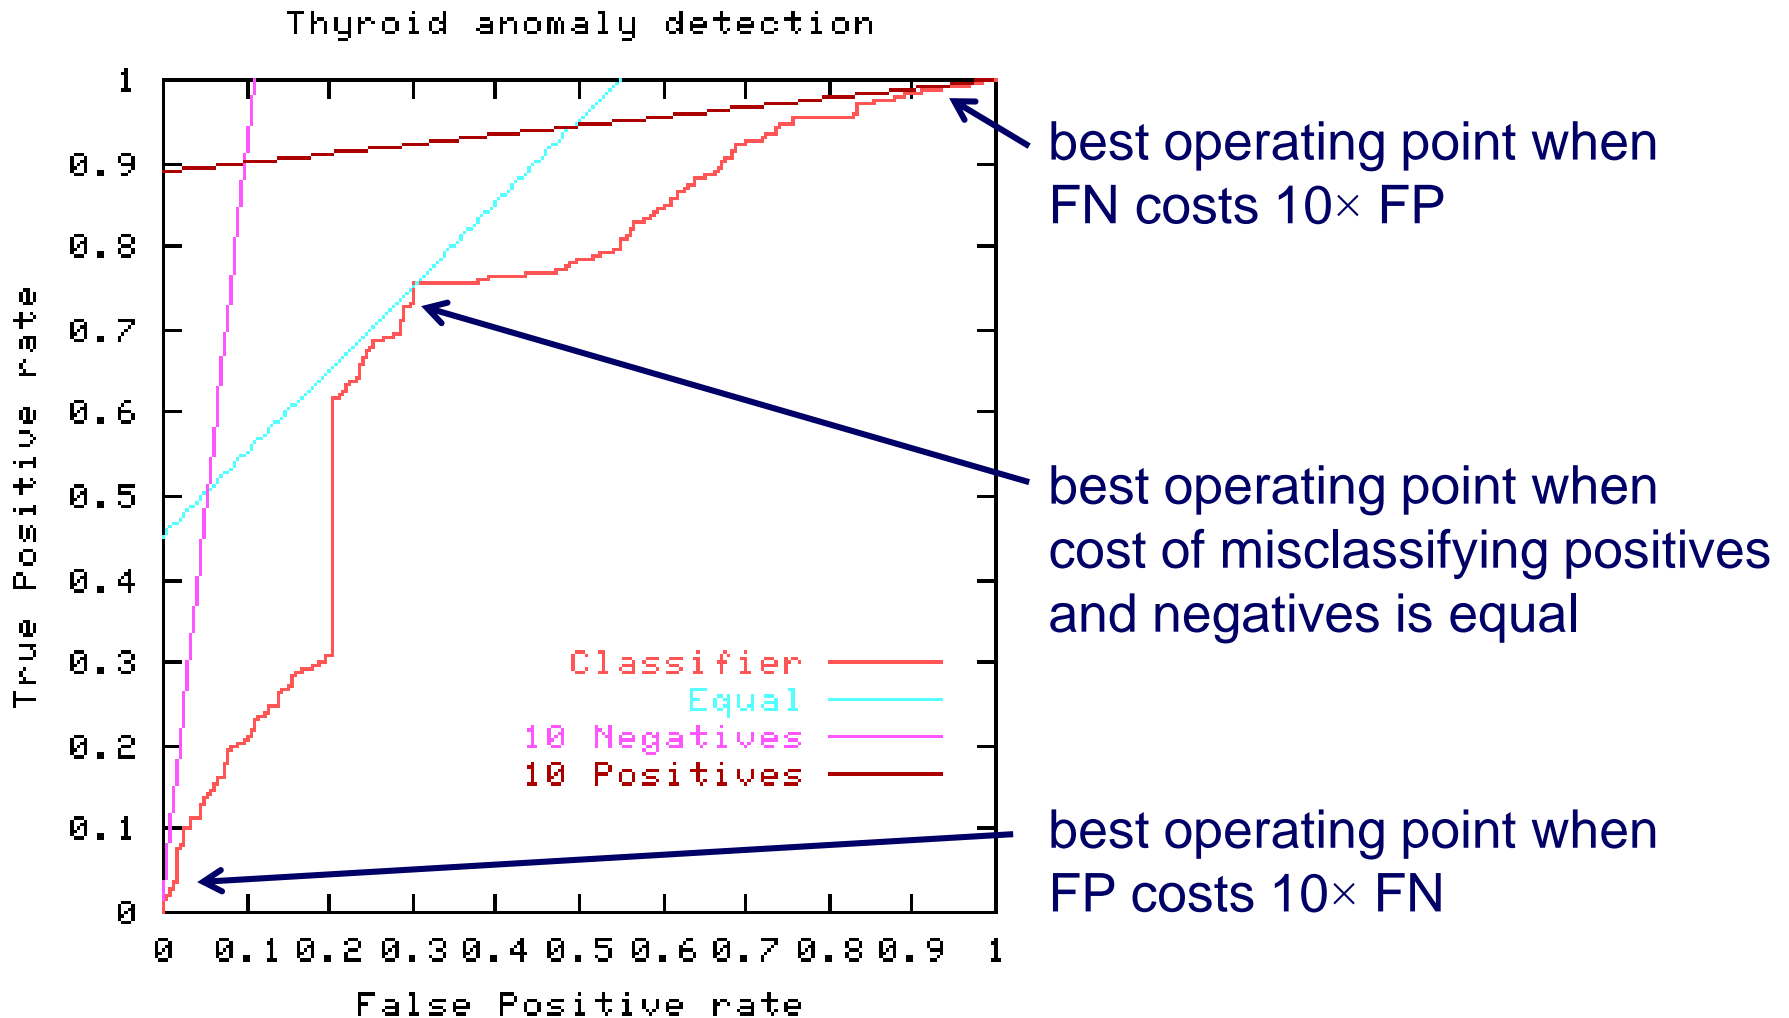 Thyroid anomaly detection
True Positive rate
1
0.9
0.8
0.7
0.6
0.5
0.4
0.3
0.2
0.1
0
0 0.1 0.2 0.3 0.4 0.5 0.6 0.7 0.8 0.9 1
False Positive rate
Classifier
Equal
10 Negatives
10 Positives
best operating point when
FN costs 10× FP
best operating point when
cost of misclassifying positives
and negatives is equal
best operating point when
FP costs 10× FN